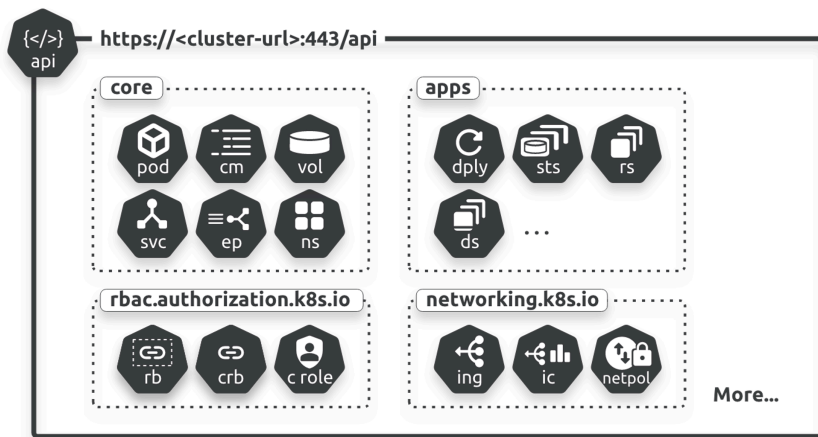 {</>}
api
https://<cluster-url>:443/api
core
pod
cm
vol
svc
ep
ns
apps
dply
sts
rs
ds
...
rbac.authorization.k8s.io
rb
crb
c role
networking.k8s.io
ing
ic
netpol
More...